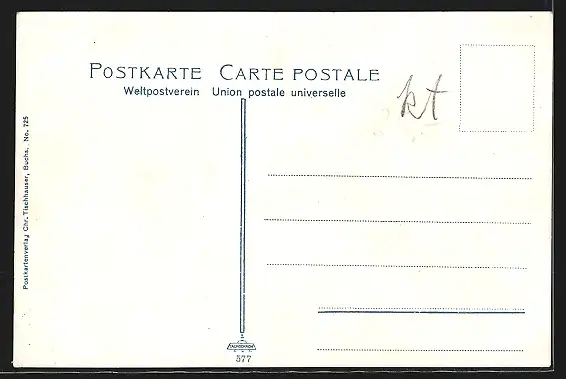 POSTKARTE CARTE POSTALE
Weltpostverein Union postale universelle
kt
Postkartenverlag Chr. Tischhauser, Buchs. No. 725
577